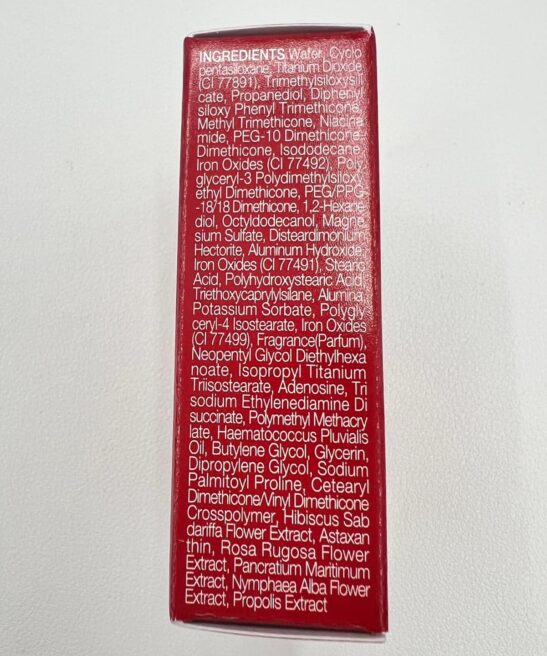 INGREDIENTS Water, Cyclo
pentasiloxane, Titanium Dioxide
(CI 77891), Trimethylsiloxysili
cate, Propanediol, Diphenyl
siloxy Phenyl Trimethicone,
Methyl Trimethicone, Niacina
mide, PEG-10 Dimethicone,
Dimethicone, Isododecane,
Iron Oxides (CI 77492), Poly
glyceryl-3 Polydimethylsiloxy
ethyl Dimethicone, PEG/PPG
-18/18 Dimethicone, 1,2-Hexane
diol, Octyldodecanol, Magne
sium Sulfate, Disteardimonium
Hectorite, Aluminum Hydroxide,
Iron Oxides (CI 77491), Stearic
Acid, Polyhydroxystearic Acid,
Triethoxycaprylylsilane, Alumina,
Potassium Sorbate, Polygly
ceryl-4 Isostearate, Iron Oxides
(CI 77499), Fragrance(Parfum),
Neopentyl Glycol Diethylhexa
noate, Isopropyl Titanium
Triisostearate, Adenosine, Tri
sodium Ethylenediamine Di
succinate, Polymethyl Methacry
late, Haematococcus Pluvialis
Oil, Butylene Glycol, Glycerin,
Dipropylene Glycol, Sodium
Palmitoyl Proline, Cetearyl
Dimethicone/Vinyl Dimethicone
Crosspolymer, Hibiscus Sab
dariffa Flower Extract, Astaxan
thin, Rosa Rugosa Flower
Extract, Pancratium Maritimum
Extract, Nymphaea Alba Flower
Extract, Propolis Extract